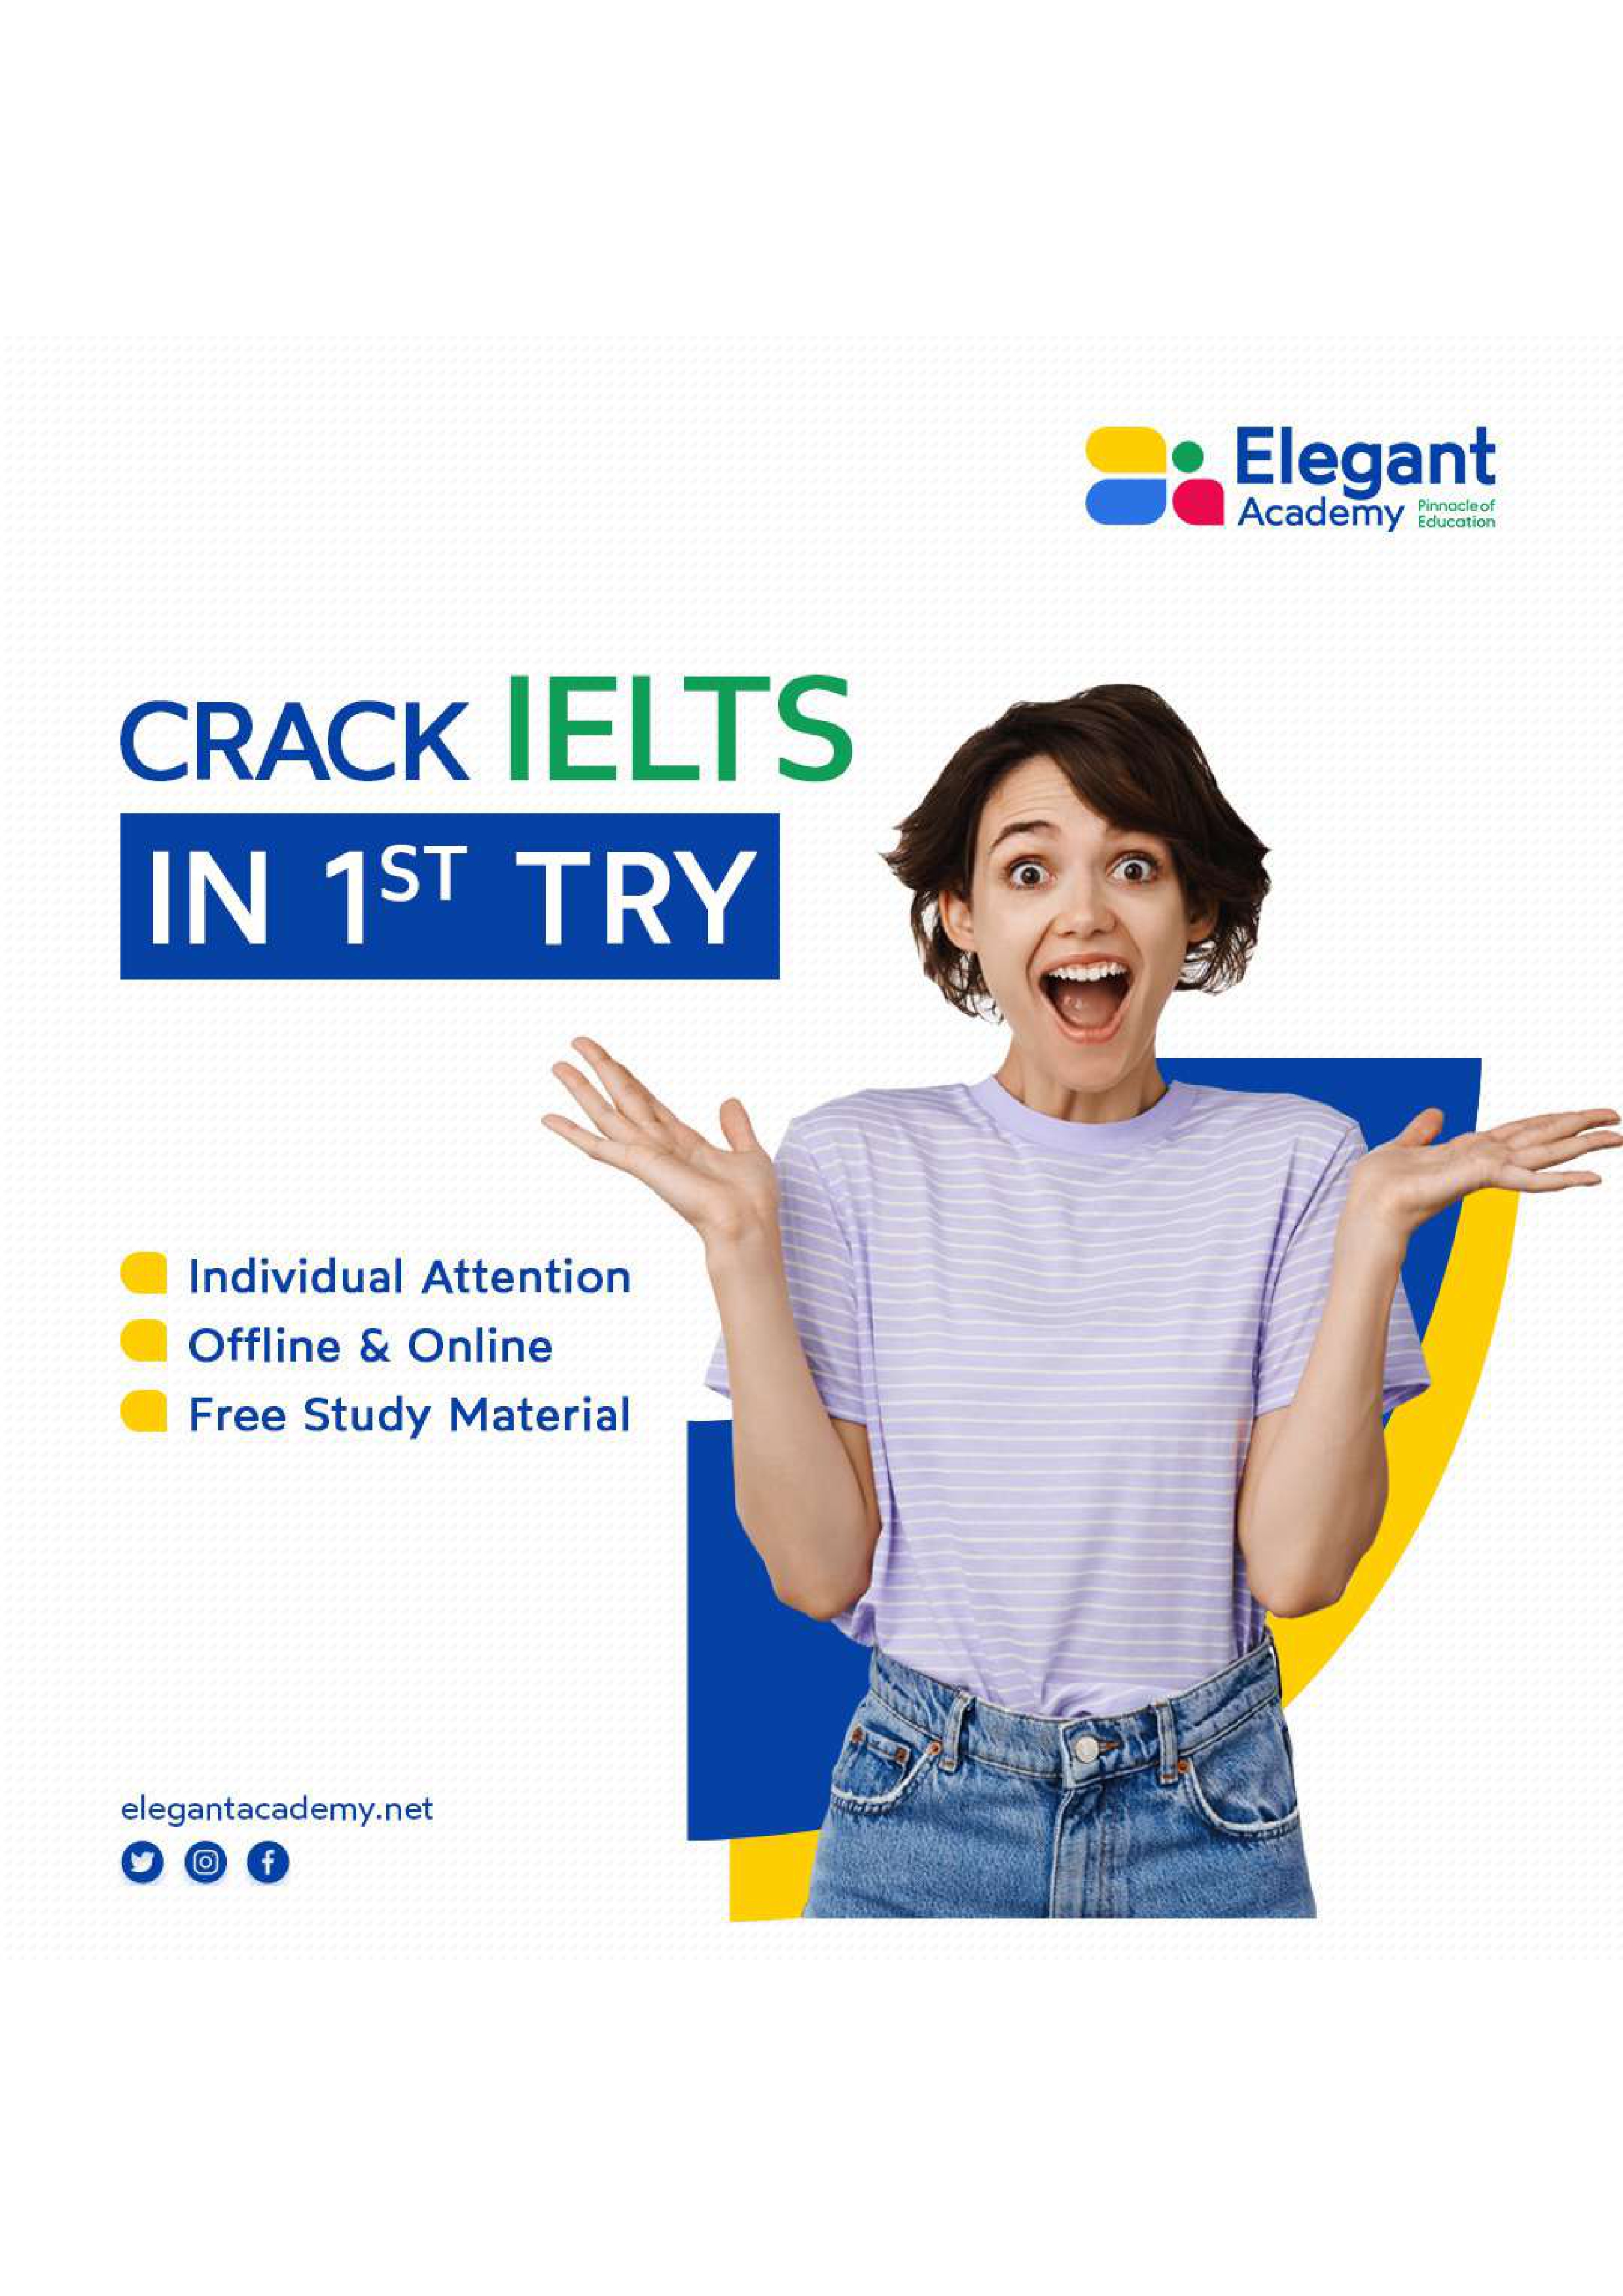 Elegant
Academy Pinnacle of
Education
CRACK IELTS
IN 1ST TRY
Individual Attention
Offline & Online
Free Study Material
elegantacademy.net